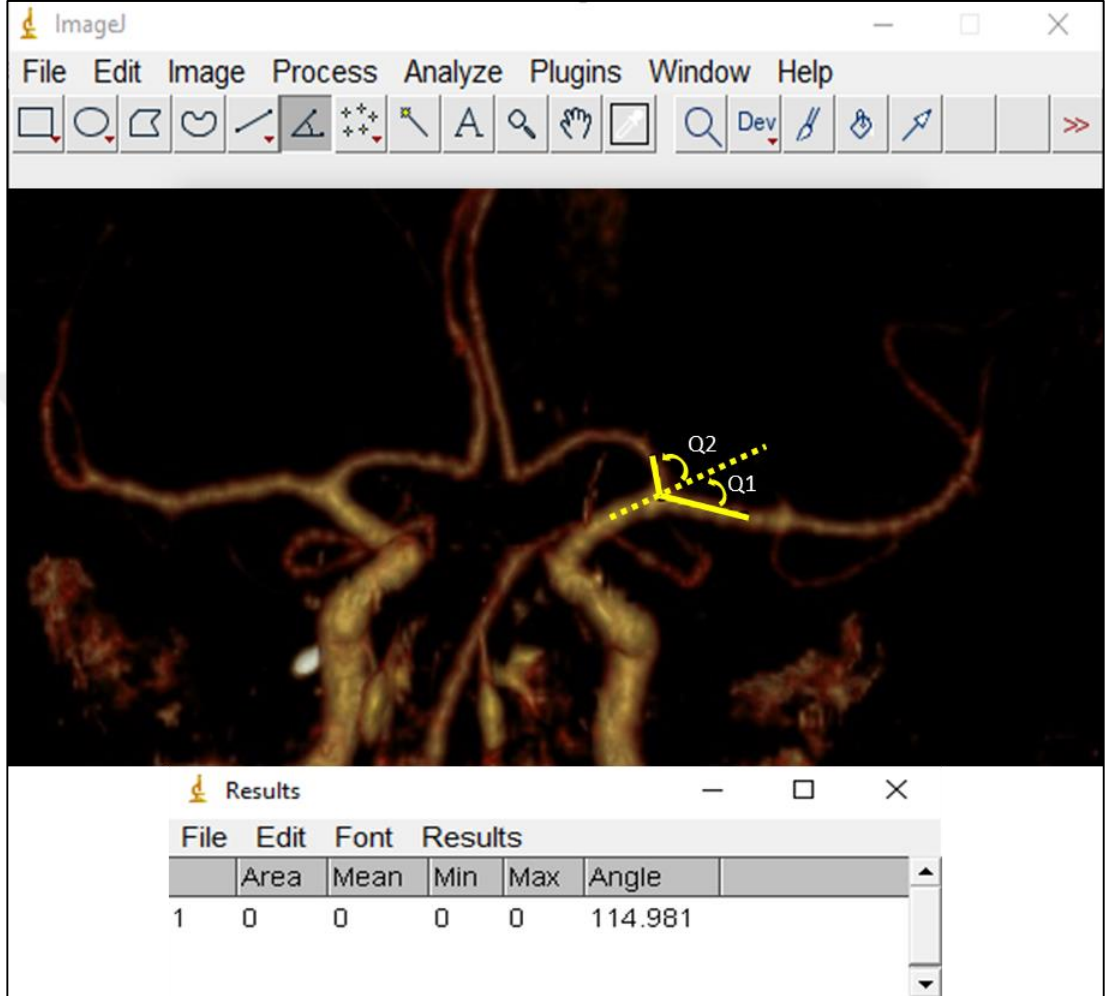 ImageJ
File Edit Image Process Analyze Plugins Window Help
A Dev >>
Q2
Q1
Results
File Edit Font Results
Area Mean Min Max Angle
1 0 0 0 0 114.981